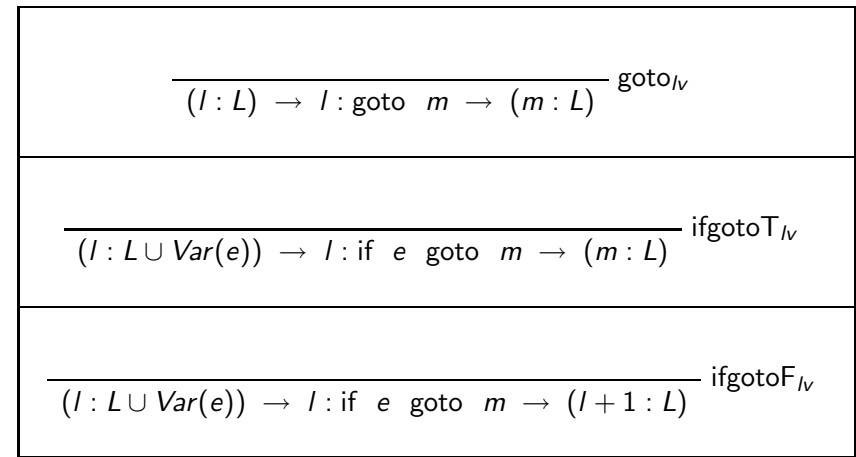 (l : L) → l : goto m → (m : L) goto_lv
(l : L ∪ Var(e)) → l : if e goto m → (m : L) ifgotoT_lv
(l : L ∪ Var(e)) → l : if e goto m → (l + 1 : L) ifgotoF_lv